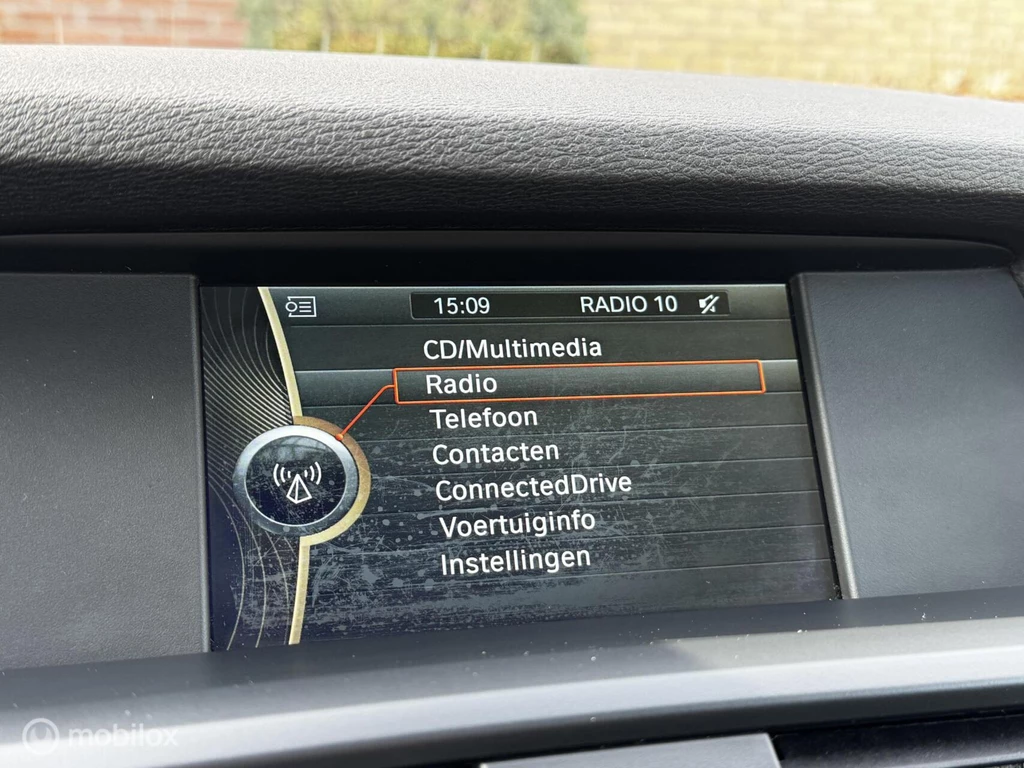 15:09 RADIO 10
CD/Multimedia
Radio
Telefoon
Contacten
ConnectedDrive
Voertuiginfo
Instellingen
mobilox